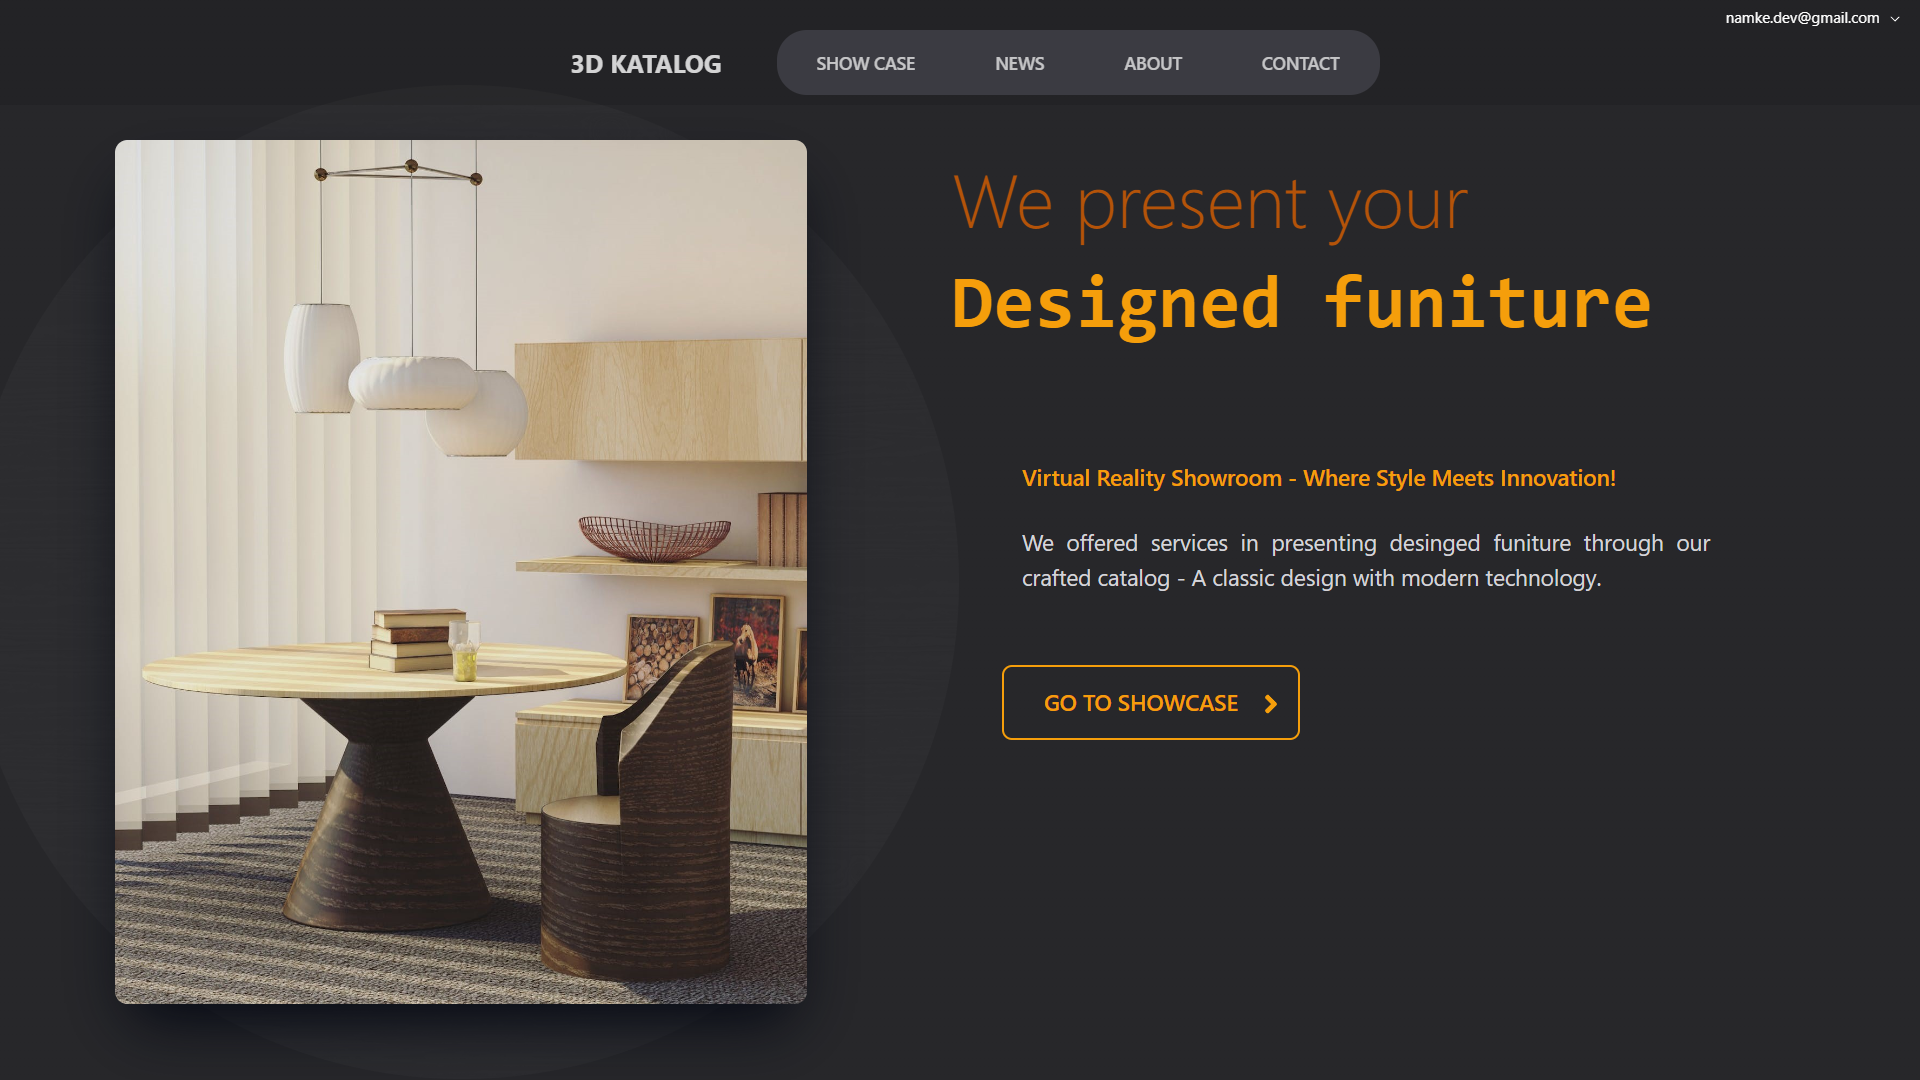 namke.dev@gmail.com
3D KATALOG
SHOW CASE
NEWS
ABOUT
CONTACT
We present your
Designed funiture
Virtual Reality Showroom - Where Style Meets Innovation!
We offered services in presenting desinged funiture through our
crafted catalog - A classic design with modern technology.
GO TO SHOWCASE